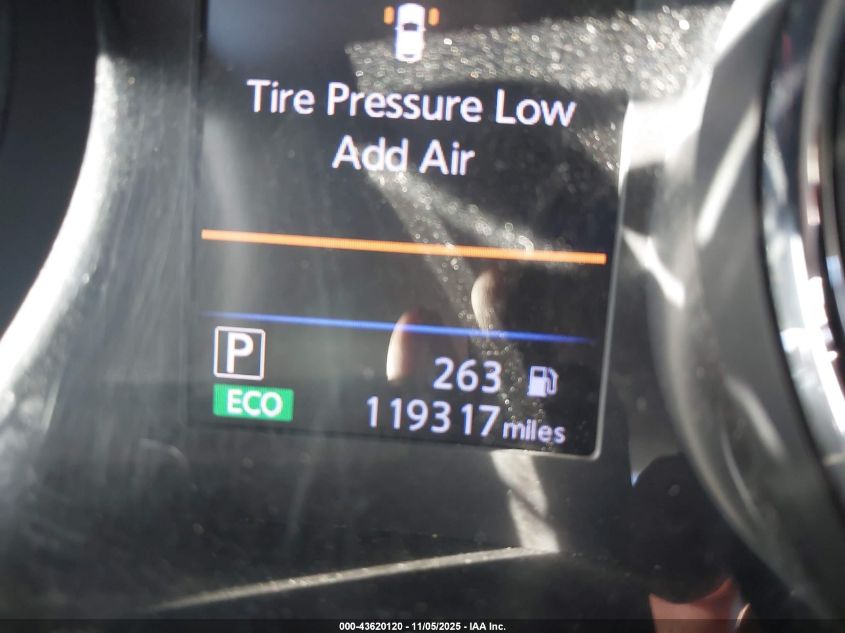 Tire Pressure Low
Add Air
P
263
ECO
119317 miles
000-43620120 - 11/05/2025 - IAA Inc.